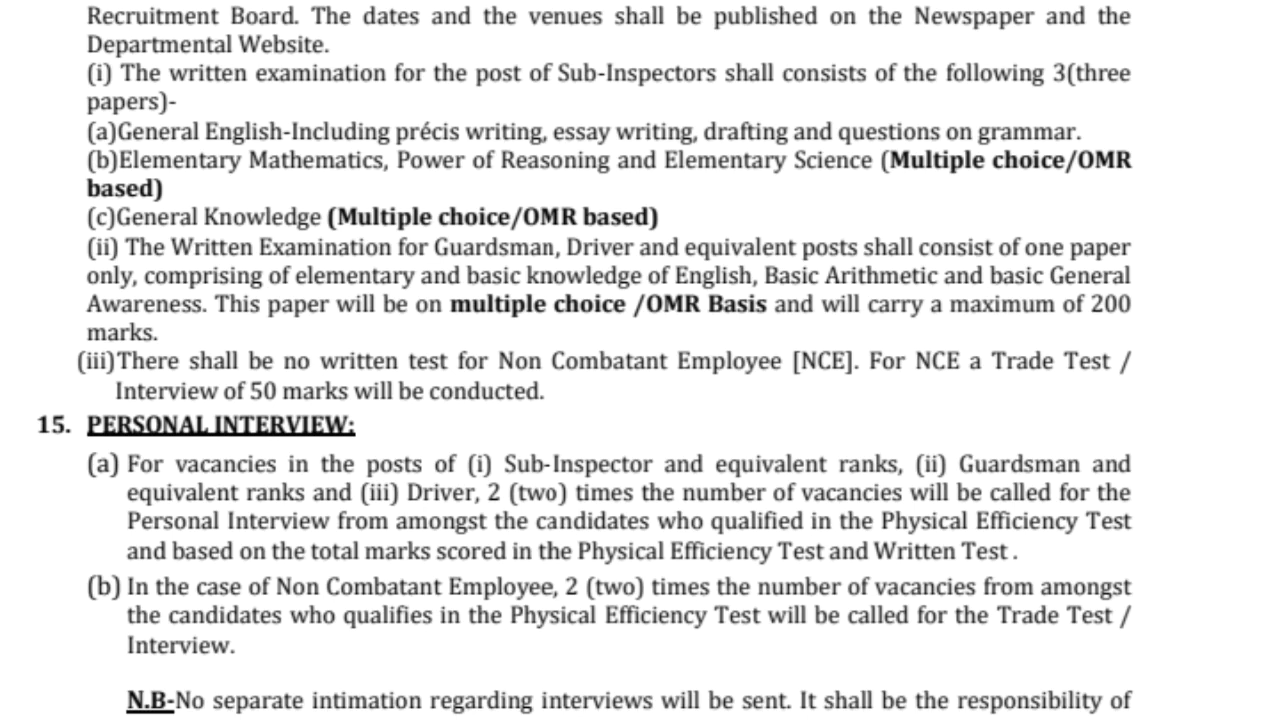 Recruitment Board. The dates and the venues shall be published on the Newspaper and the
Departmental Website.
(i) The written examination for the post of Sub-Inspectors shall consists of the following 3(three
papers)-
(a)General English-Including précis writing, essay writing, drafting and questions on grammar.
(b)Elementary Mathematics, Power of Reasoning and Elementary Science (Multiple choice/OMR
based)
(c)General Knowledge (Multiple choice/OMR based)
(ii) The Written Examination for Guardsman, Driver and equivalent posts shall consist of one paper
only, comprising of elementary and basic knowledge of English, Basic Arithmetic and basic General
Awareness. This paper will be on multiple choice /OMR Basis and will carry a maximum of 200
marks.
(iii)There shall be no written test for Non Combatant Employee [NCE]. For NCE a Trade Test /
Interview of 50 marks will be conducted.
15. PERSONAL INTERVIEW:
(a) For vacancies in the posts of (i) Sub-Inspector and equivalent ranks, (ii) Guardsman and
equivalent ranks and (iii) Driver, 2 (two) times the number of vacancies will be called for the
Personal Interview from amongst the candidates who qualified in the Physical Efficiency Test
and based on the total marks scored in the Physical Efficiency Test and Written Test .
(b) In the case of Non Combatant Employee, 2 (two) times the number of vacancies from amongst
the candidates who qualifies in the Physical Efficiency Test will be called for the Trade Test /
Interview.
N.B-No separate intimation regarding interviews will be sent. It shall be the responsibility of